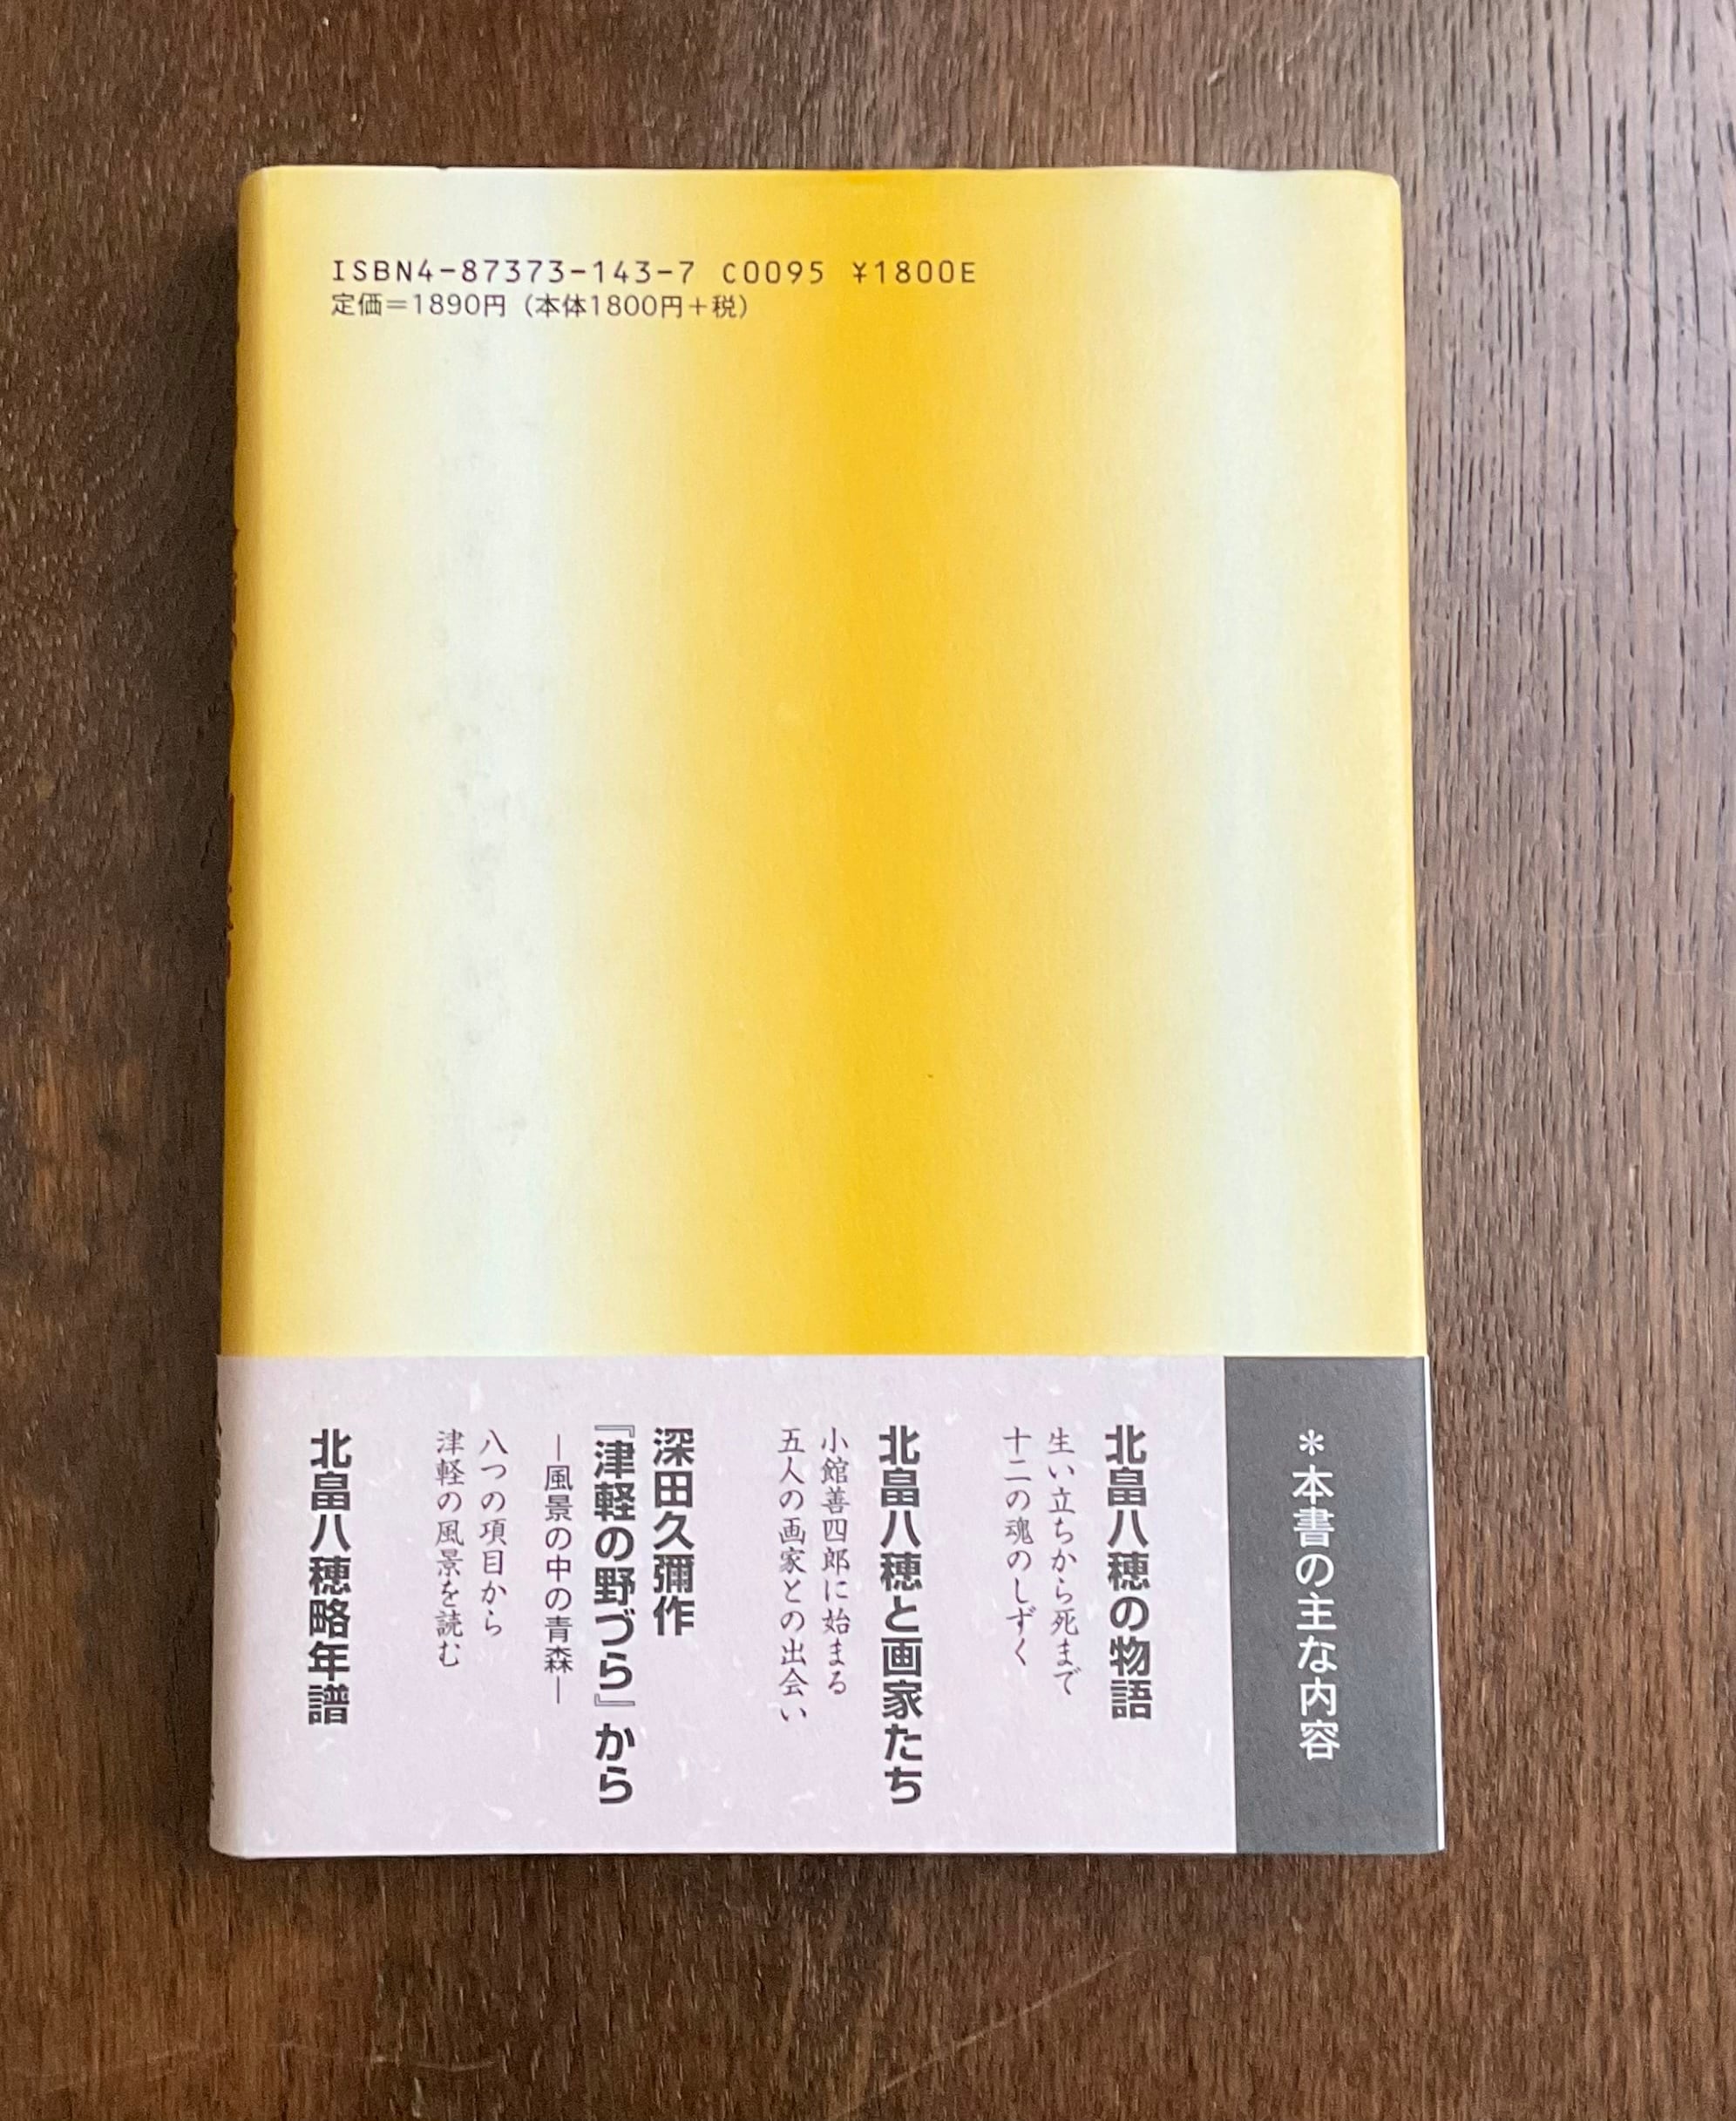 ISBN4-87373-143-7 C0095 ¥1800E
定価＝1890円（本体1800円＋税）
＊本書の主な内容
北畠八穂の物語
生い立ちから死まで
十二の魂のしずく
北畠八穂と画家たち
小館善四郎に始まる
五人の画家との出会い
深田久彌作
『津軽の野づら』から
―風景の中の青森―
八つの項目から
津軽の風景を読む
北畠八穂略年譜